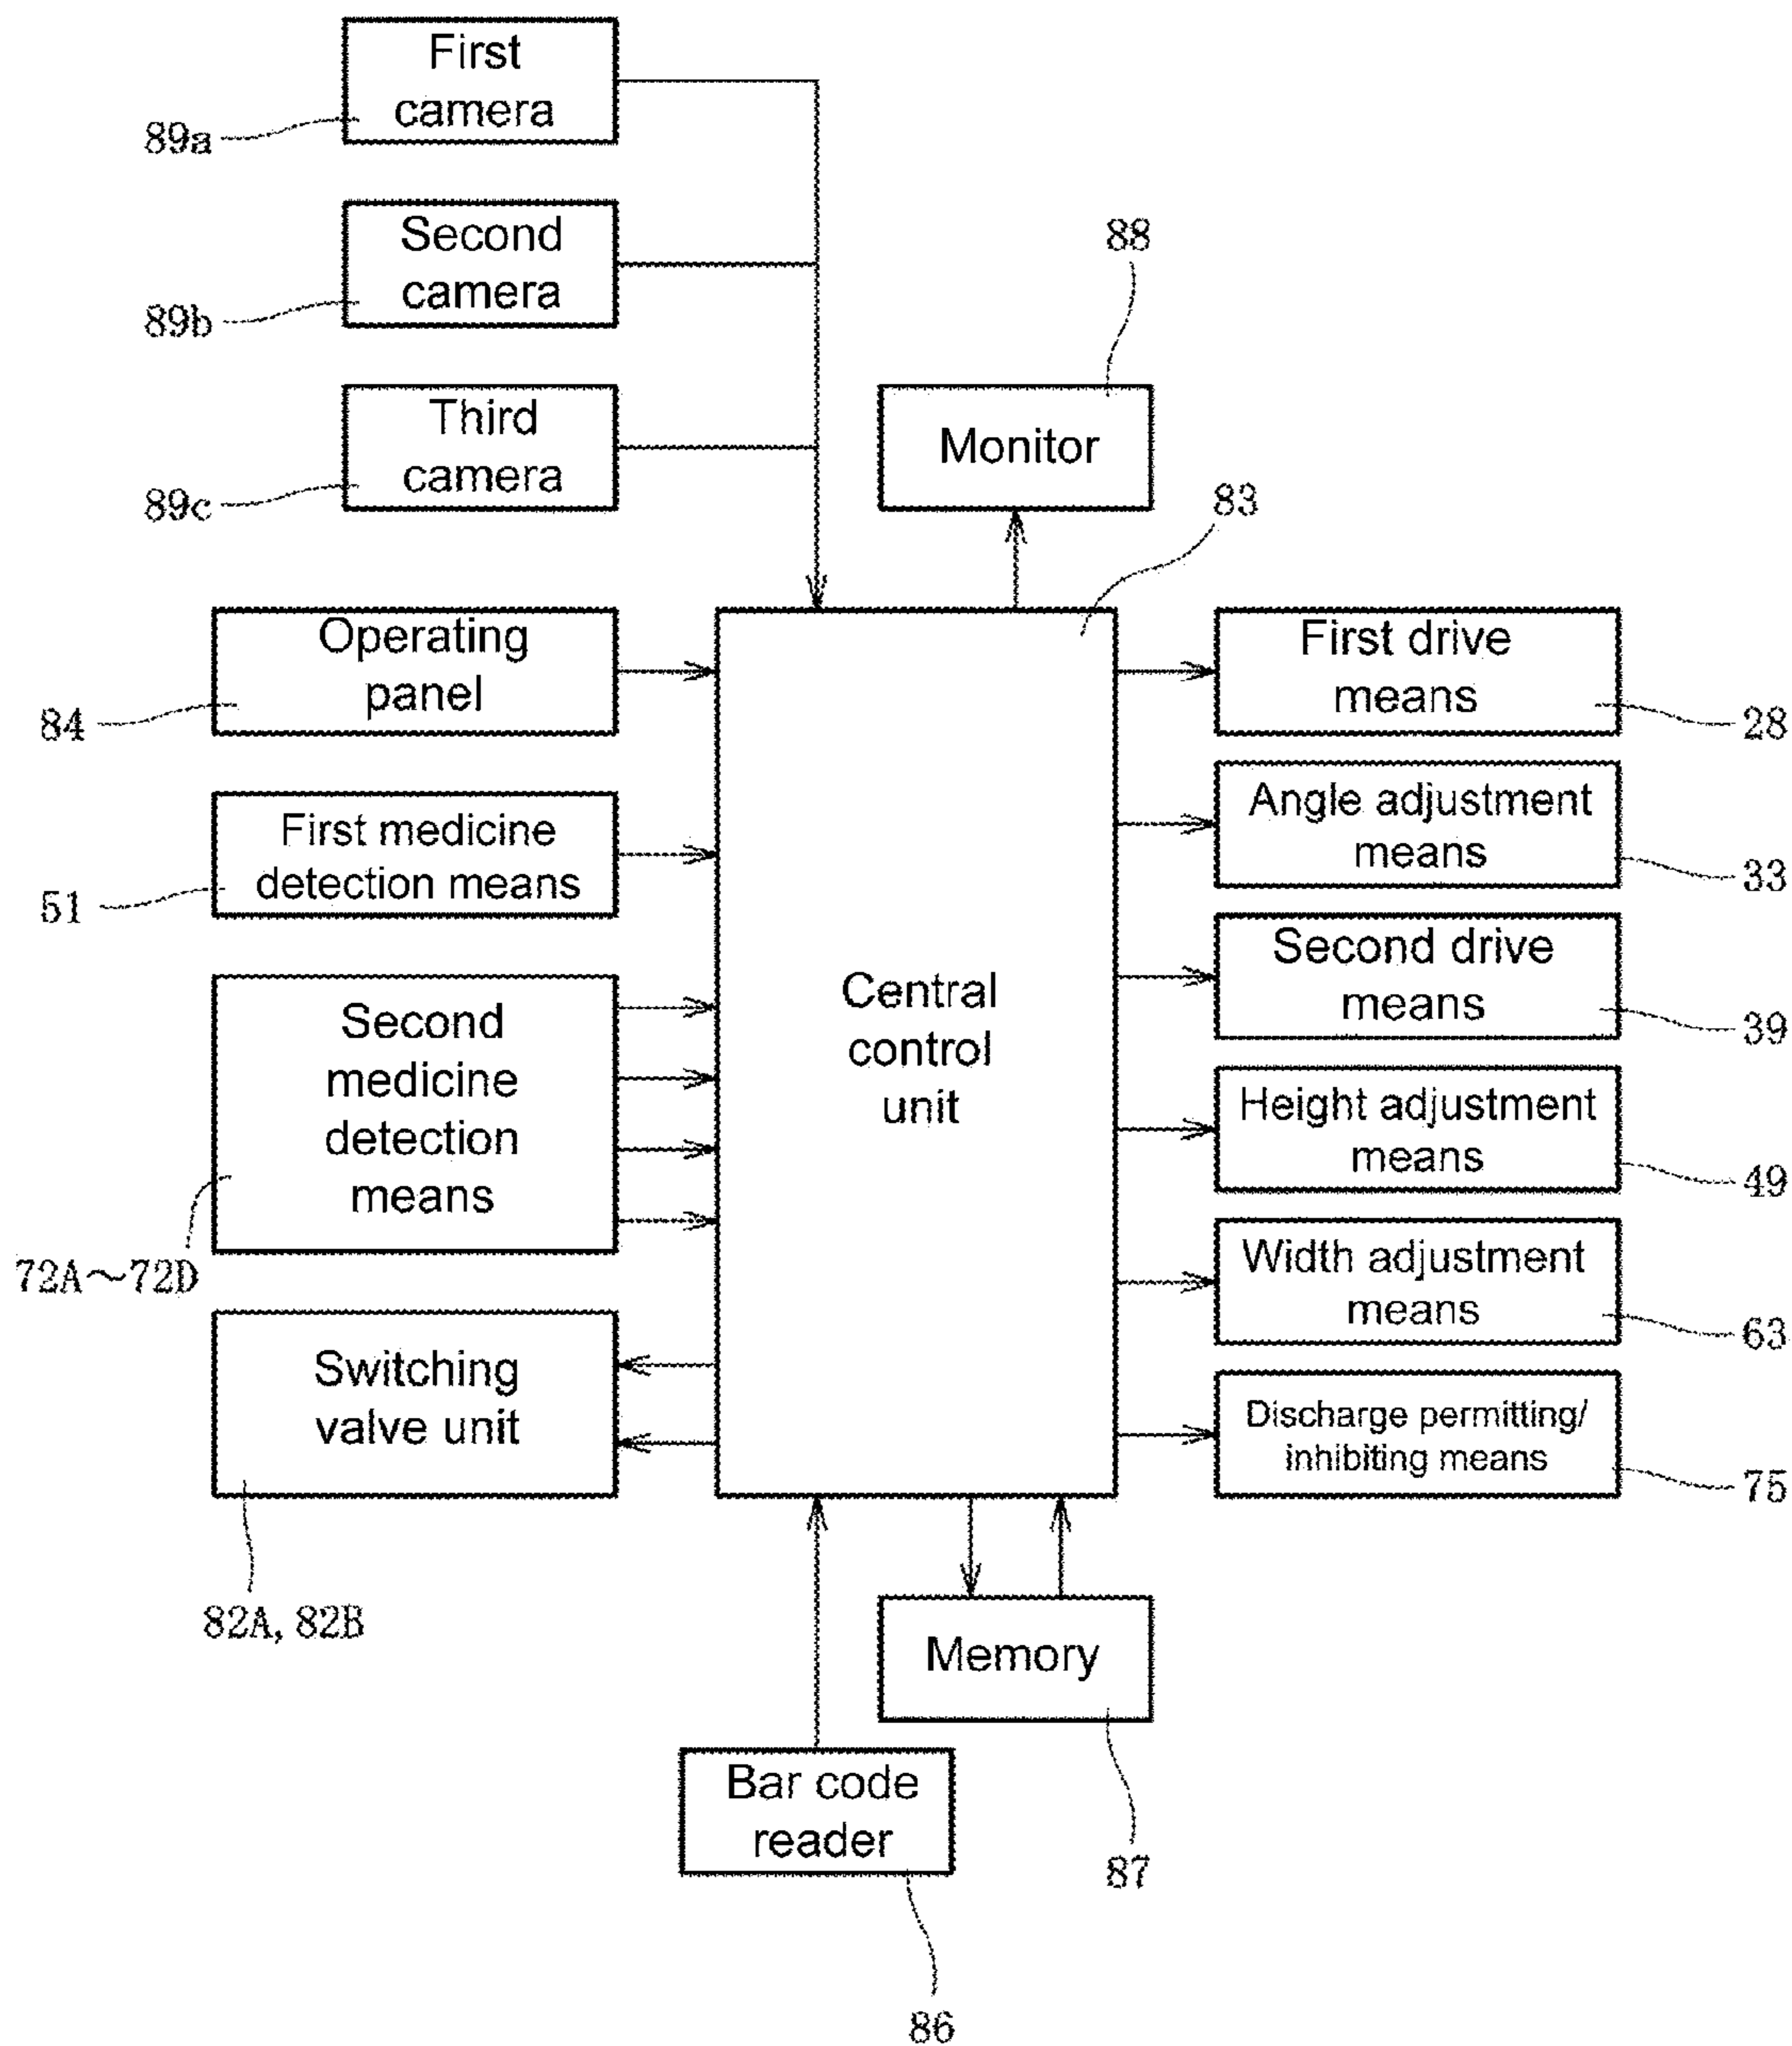 First
camera
89a
Second
camera
89b
Third
camera
89c
88
Monitor
83
Operating
panel
84
First medicine
detection means
51
Second
medicine
detection
means
72A～72D
Switching
valve unit
82A, 82B
Central
control
unit
First drive
means
28
Angle adjustment
means
33
Second drive
means
39
Height adjustment
means
49
Width adjustment
means
63
Discharge permitting/
inhibiting means
75
Memory
87
Bar code
reader
86